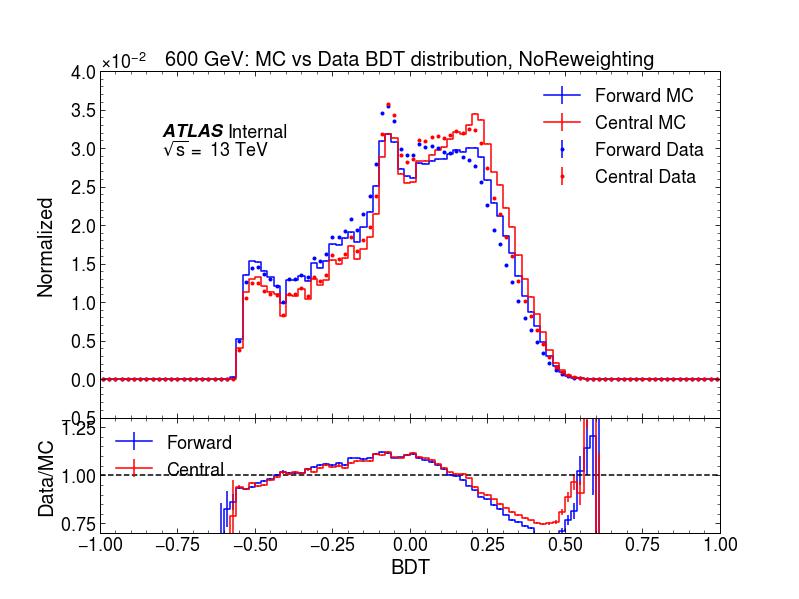 ×10⁻² 600 GeV: MC vs Data BDT distribution, NoReweighting
4.0
3.5
3.0
2.5
2.0
1.5
1.0
0.5
0.0
0.5
Normalized
ATLAS Internal
√s = 13 TeV
Forward MC
Central MC
Forward Data
Central Data
1.25
1.00
0.75
Data/MC
Forward
Central
−1.00 −0.75 −0.50 −0.25 0.00 0.25 0.50 0.75 1.00
BDT